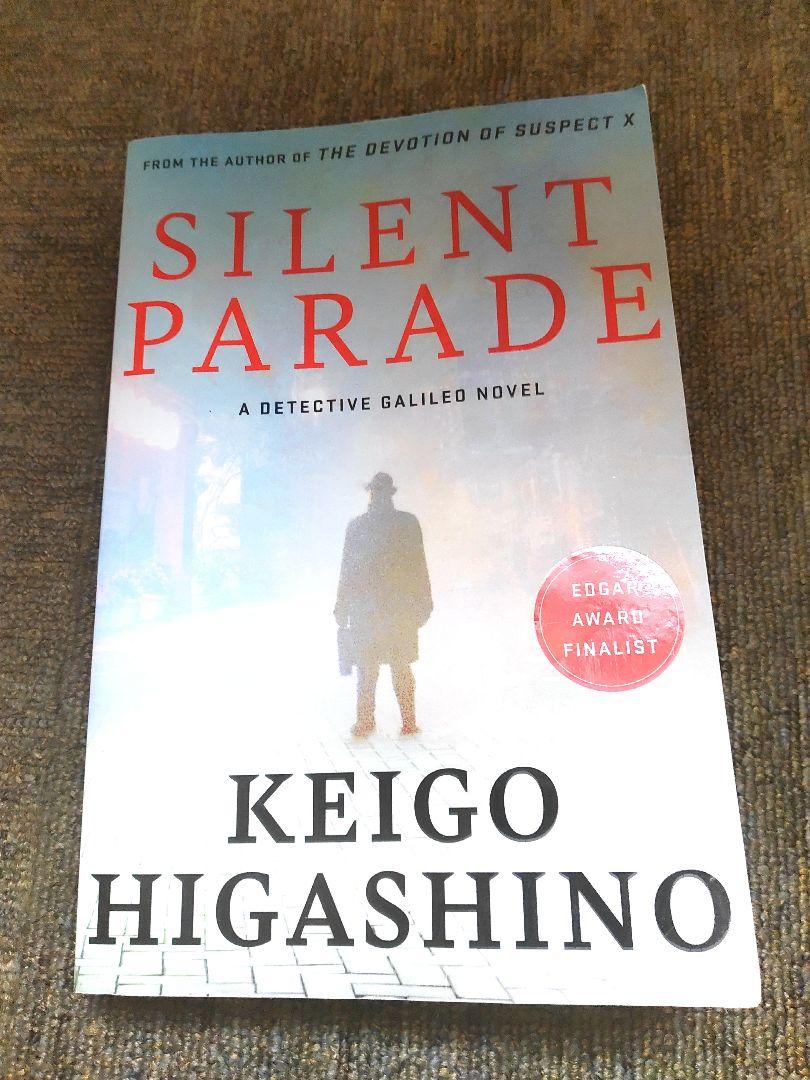 FROM THE AUTHOR OF THE DEVOTION OF SUSPECT X
SILENT
PARADE
A DETECTIVE GALILEO NOVEL
EDGAR
AWARD
FINALIST
KEIGO
HIGASHINO